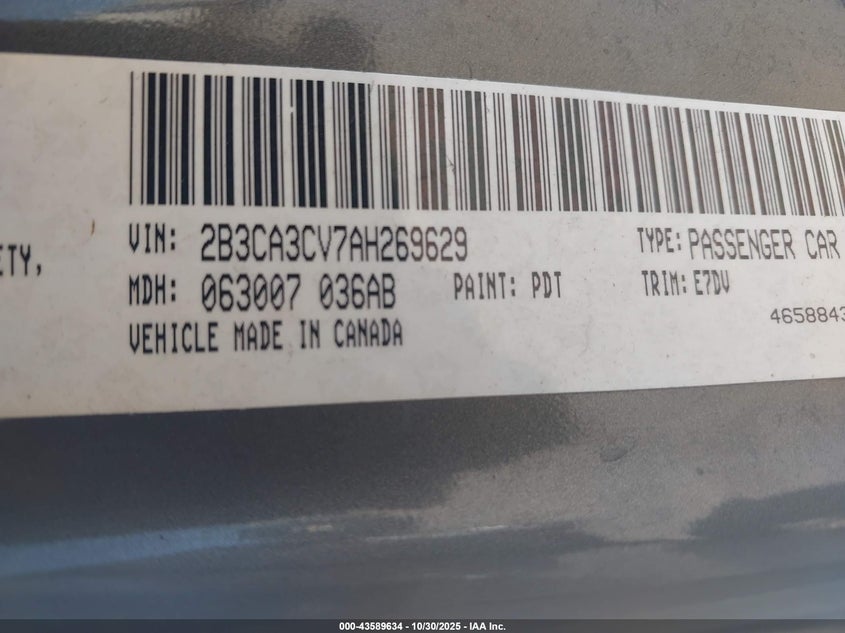 ETY,
VIN: 2B3CA3CV7AH269629 TYPE: PASSENGER CAR
MDH: 063007 036AB PAINT: PDT TRIM: E7DV
VEHICLE MADE IN CANADA 4658843
000-43589634 - 10/30/2025 - IAA Inc.